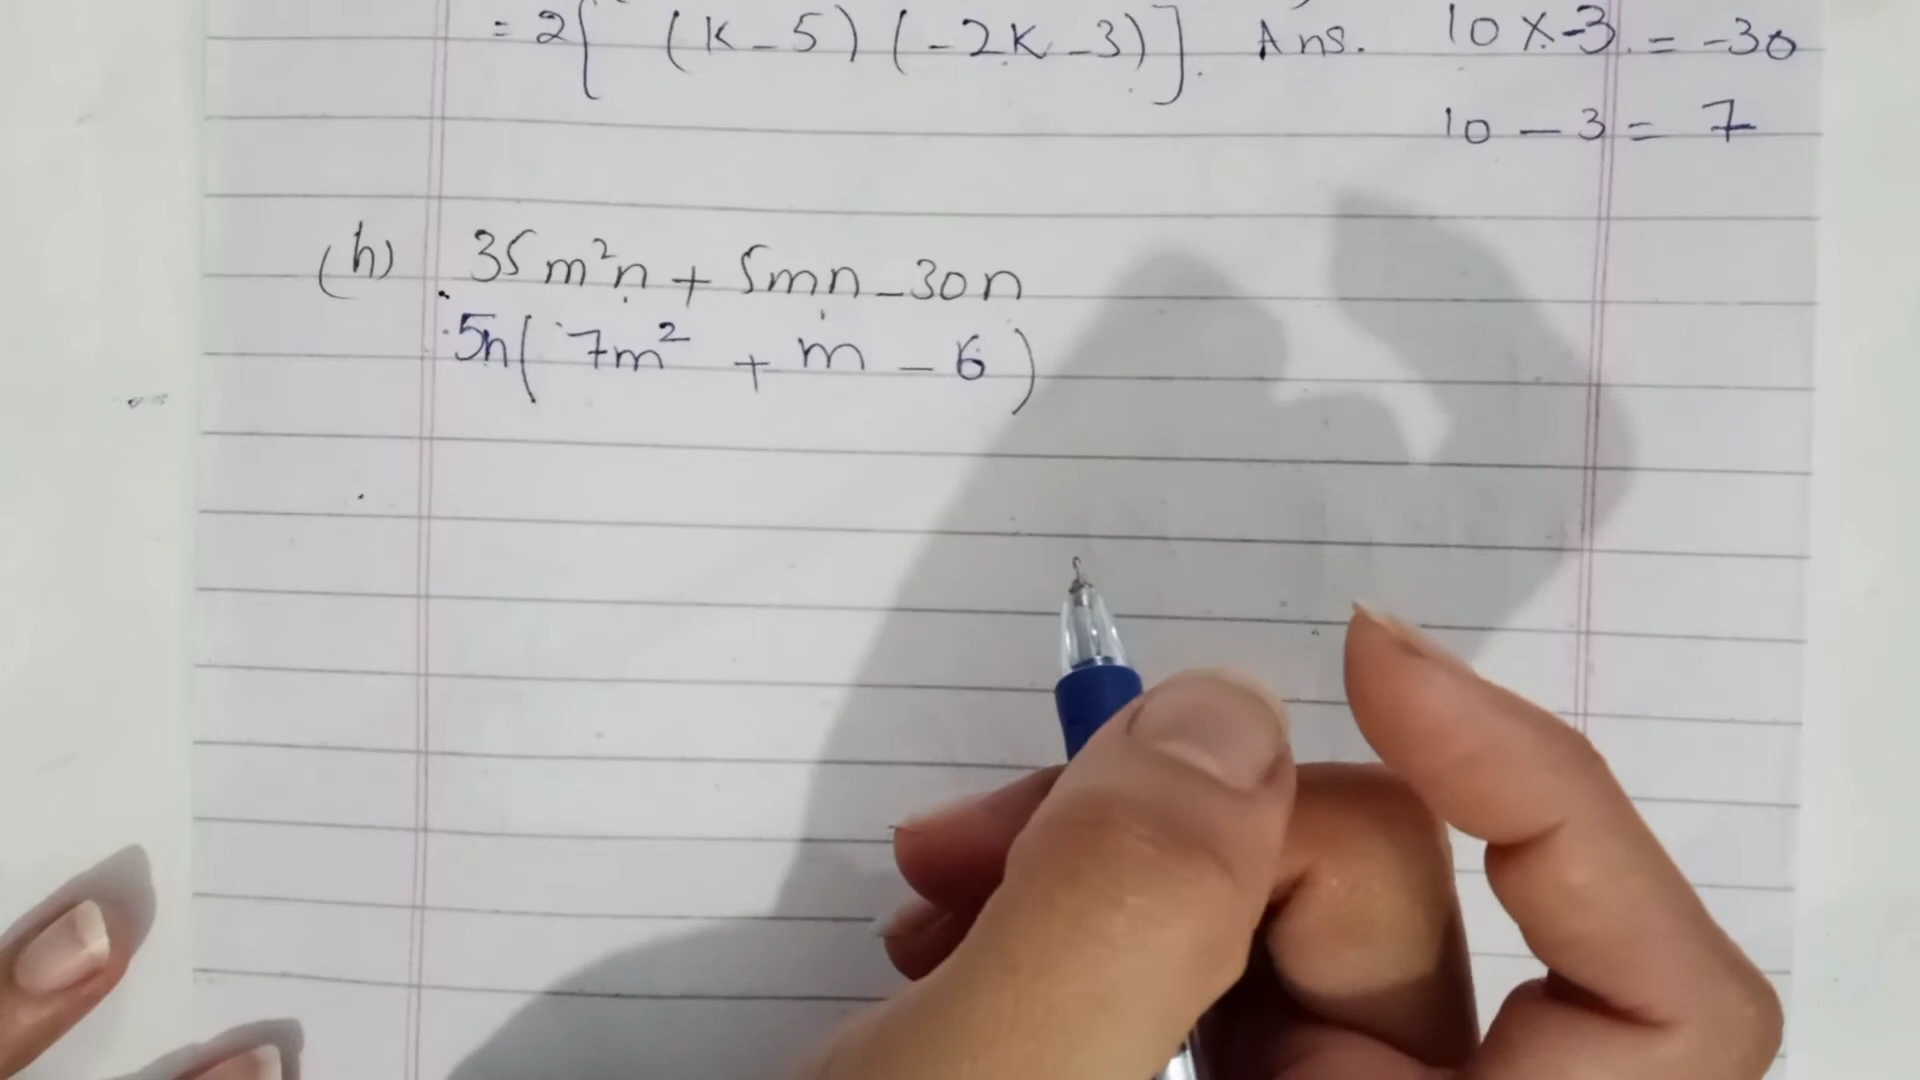 = 2[ (k - 5) (-2k - 3)] Ans. 10 × -3 = -30
10 - 3 = 7
(h) 35m²n + 5mn - 30n
5n( 7m² + m - 6 )